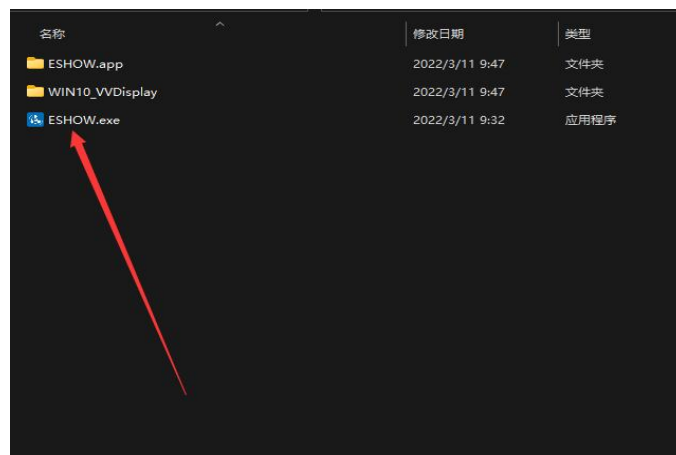 名称 修改日期 类型
ESHOW.app 2022/3/11 9:47 文件夹
WIN10_VVDisplay 2022/3/11 9:47 文件夹
ESHOW.exe 2022/3/11 9:32 应用程序